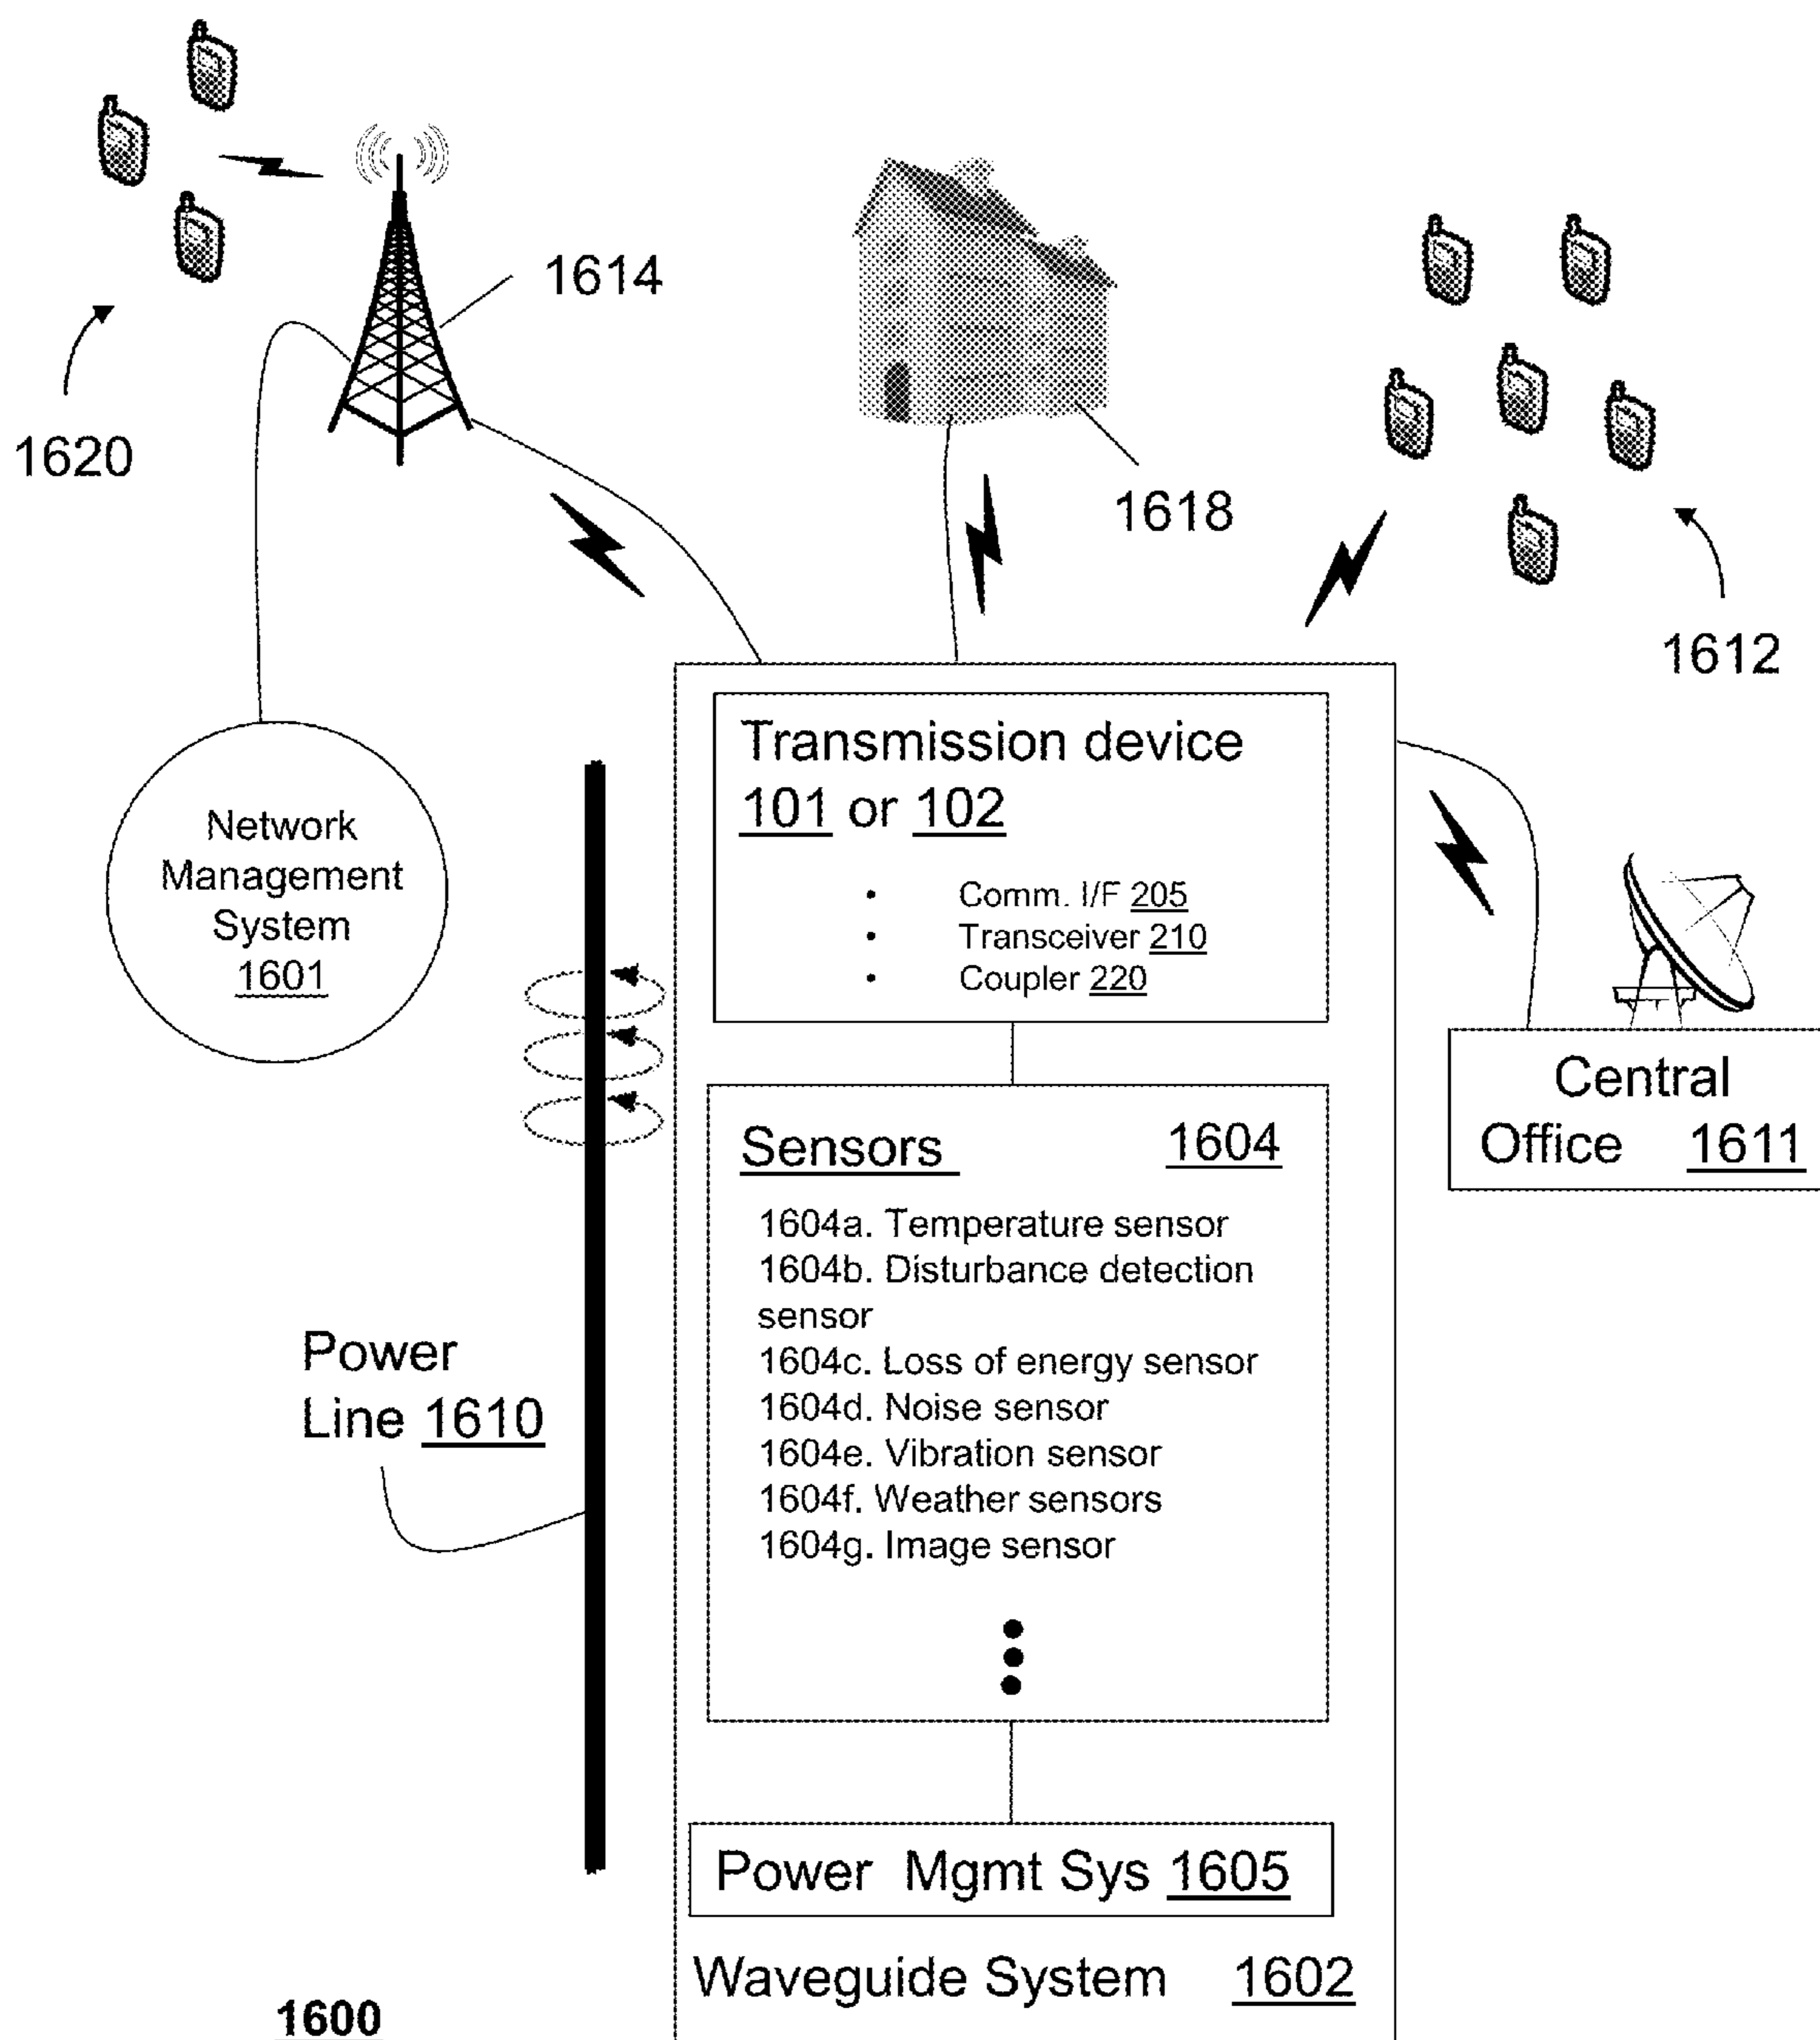 1614
1620
1618
1612
Transmission device
101 or 102
• Comm. I/F 205
• Transceiver 210
• Coupler 220
Network
Management
System
1601
Central
Office 1611
Sensors 1604
1604a. Temperature sensor
1604b. Disturbance detection
sensor
1604c. Loss of energy sensor
1604d. Noise sensor
1604e. Vibration sensor
1604f. Weather sensors
1604g. Image sensor
Power
Line 1610
Power Mgmt Sys 1605
Waveguide System 1602
1600